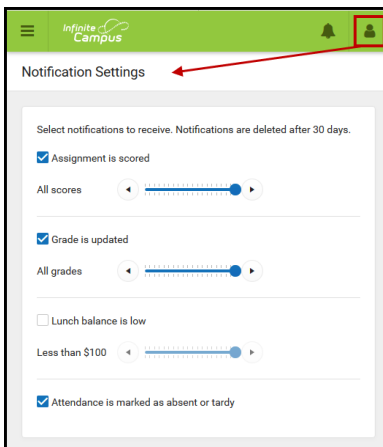 Infinite
Campus
Notification Settings
Select notifications to receive. Notifications are deleted after 30 days.
Assignment is scored
All scores
Grade is updated
All grades
Lunch balance is low
Less than $100
Attendance is marked as absent or tardy